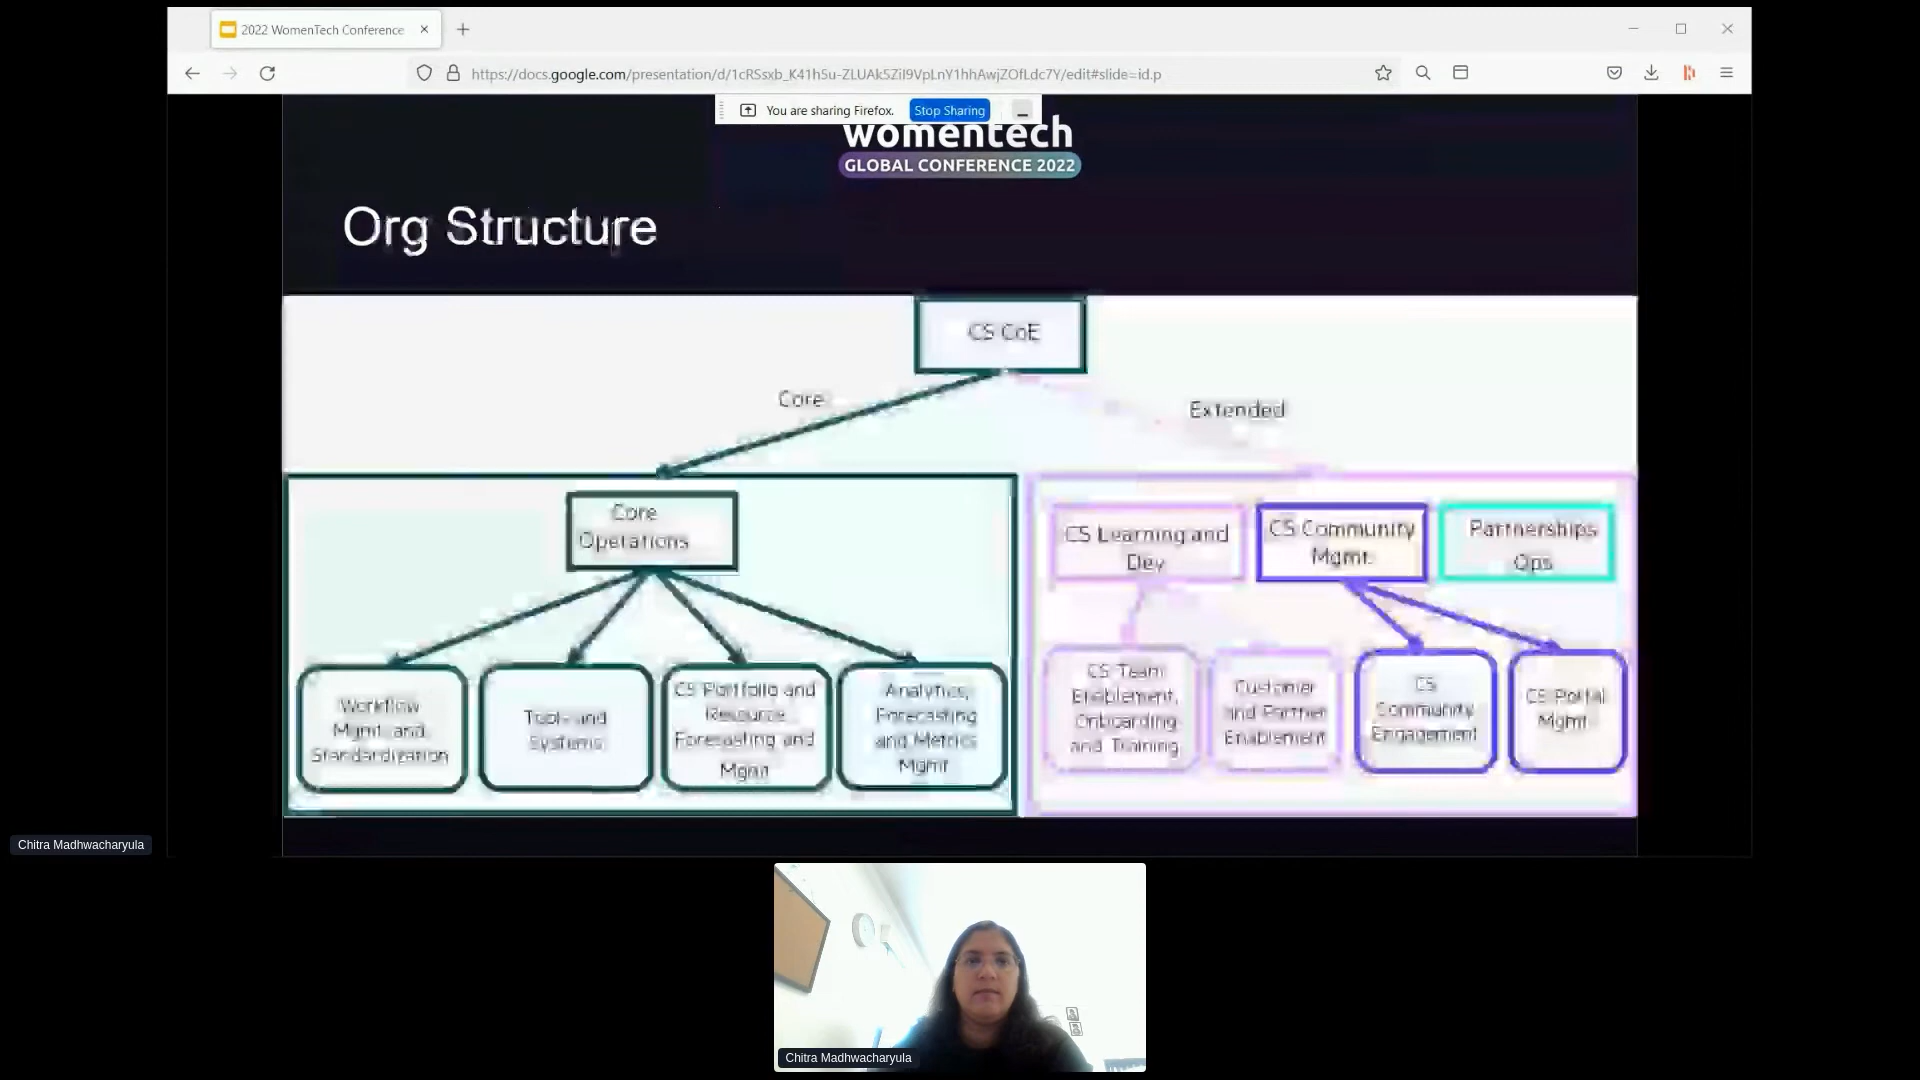 2022 WomenTech Conference
https://docs.google.com/presentation/d/1cRSsxb_K41h5u-ZLUAk5Zil9VpLnY1hhAwjZOfLdc7Y/edit#slide=id.p
You are sharing Firefox.
Stop Sharing
womentech
GLOBAL CONFERENCE 2022
Org Structure
CS CoE
Core
Extended
Core
Operations
CS Learning and
Dev
CS Community
Mgmt.
Partnerships
Ops
Workflow
Mgmt. and
Standardization
Tools and
Systems
CS Portfolio and
Resource
Forecasting and
Mgmt
Analytics,
Forecasting
and Metrics
Mgmt
CS Team
Enablement,
Onboarding
and Training
Customer
and Partner
Enablement
CS
Community
Engagement
CS Portal
Mgmt.
Chitra Madhwacharyula
Chitra Madhwacharyula